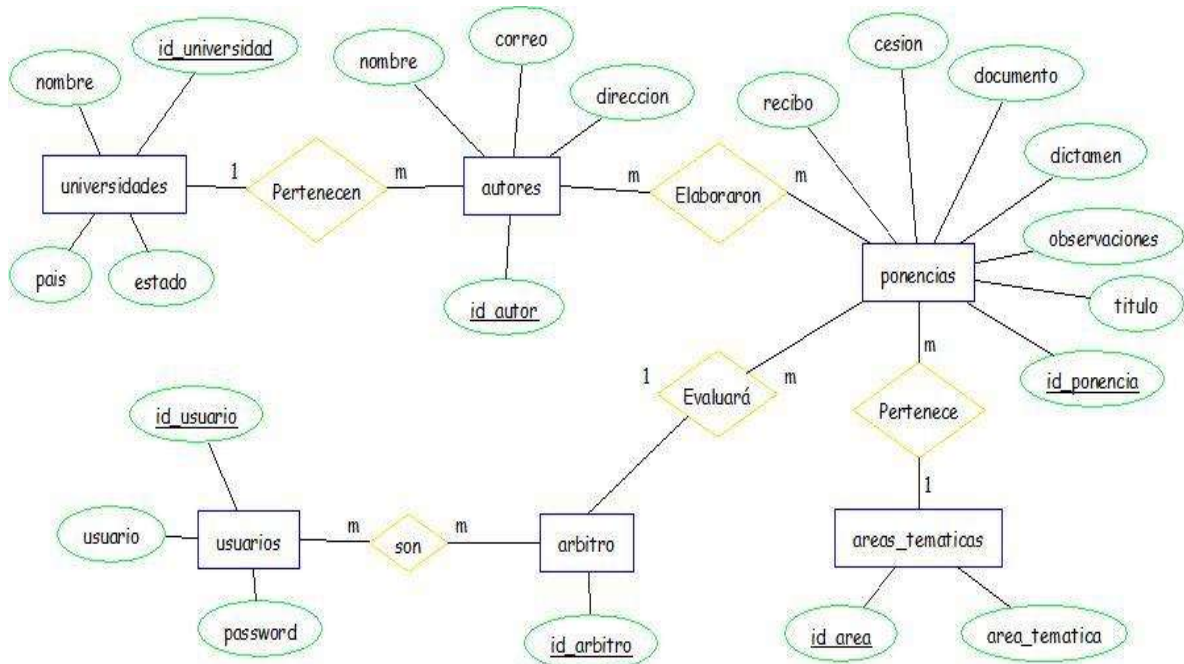 correo
cesion
id_universidad
nombre
nombre
documento
direccion
recibo
dictamen
universidades
1
Pertenecen
m
autores
m
Elaboraron
m
observaciones
pais
estado
ponencias
titulo
id_autor
m
id_ponencia
1
Evaluará
m
Pertenece
id_usuario
1
usuario
usuarios
m
son
m
arbitro
areas_tematicas
password
id_arbitro
id_area
area_tematica